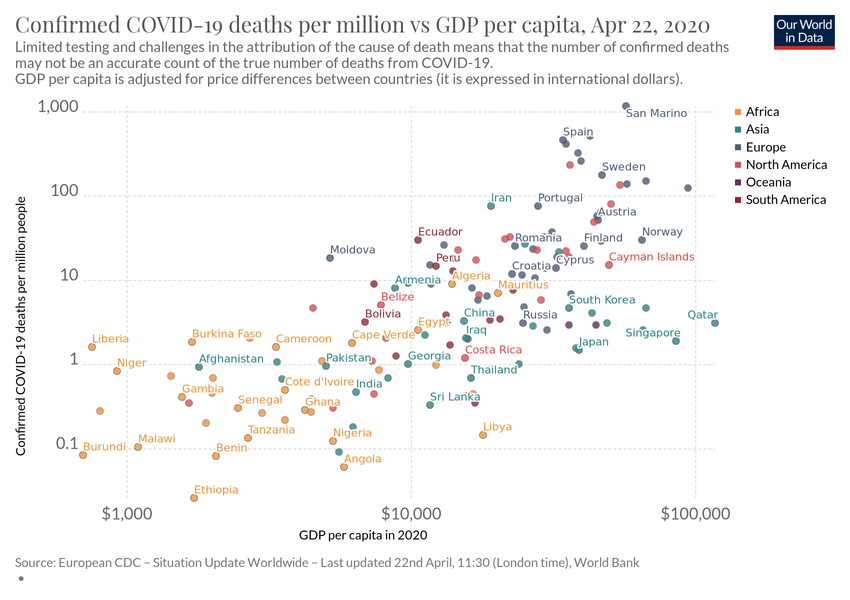 Confirmed COVID-19 deaths per million vs GDP per capita, Apr 22, 2020
Our World
in Data
Limited testing and challenges in the attribution of the cause of death means that the number of confirmed deaths
may not be an accurate count of the true number of deaths from COVID-19.
GDP per capita is adjusted for price differences between countries (it is expressed in international dollars).
1,000
San Marino
Africa
Asia
Europe
North America
Oceania
South America
Spain
Sweden
100
Iran
Portugal
Austria
Ecuador
Romania
Finland
Norway
Moldova
Peru
Croatia
Cyprus
Cayman Islands
10
Armenia
Algeria
Mauritius
Belize
South Korea
Bolivia
Egypt
China
Russia
Qatar
Liberia
Burkina Faso
Cameroon
Cape Verde
Iraq
Singapore
Japan
1
Niger
Afghanistan
Pakistan
Georgia
Costa Rica
Thailand
Gambia
Cote d'Ivoire
India
Senegal
Ghana
Sri Lanka
0.1
Burundi
Malawi
Benin
Tanzania
Nigeria
Libya
Angola
Ethiopia
Confirmed COVID-19 deaths per million people
$1,000
$10,000
$100,000
GDP per capita in 2020
Source: European CDC – Situation Update Worldwide – Last updated 22nd April, 11:30 (London time), World Bank